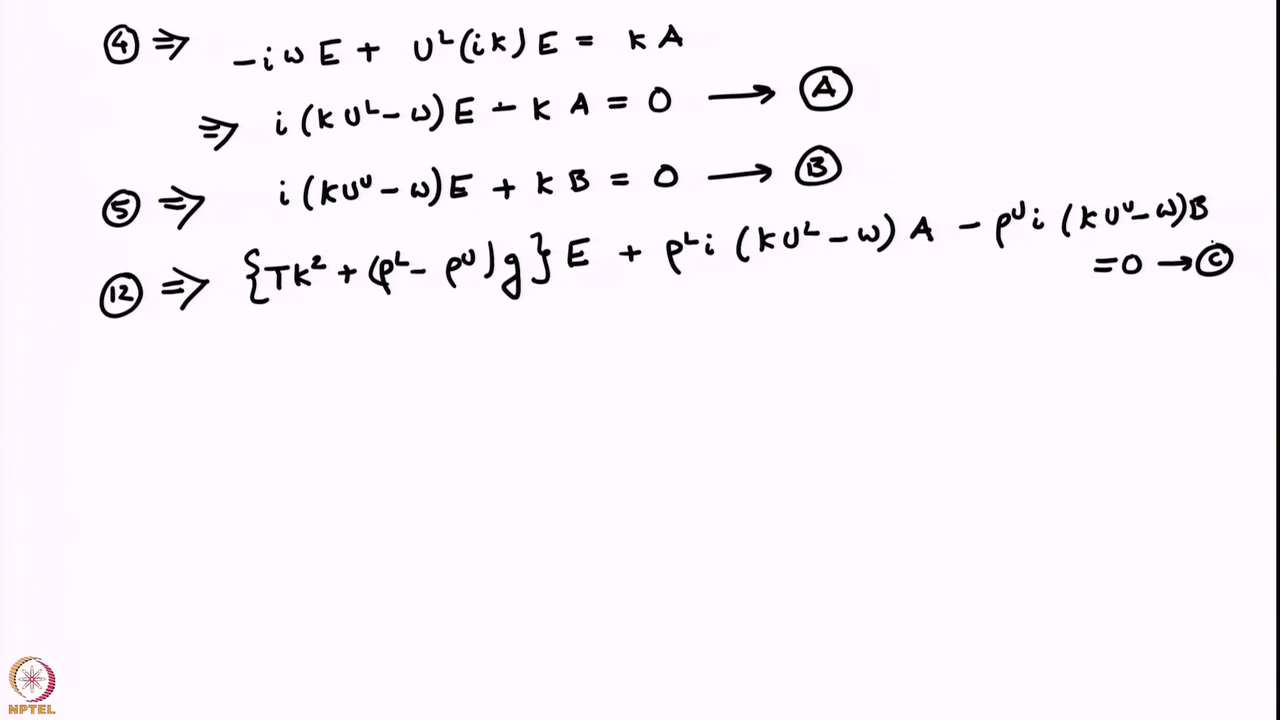 ④ ⇒ -iωE + U^L(ik)E = kA
⇒ i(kU^L - ω)E - kA = 0 → Ⓐ
⑤ ⇒ i(kU^U - ω)E + kB = 0 → Ⓑ
⑫ ⇒ {Tk² + (ρ^L - ρ^U)g}E + ρ^L i(kU^L - ω)A - ρ^U i(kU^U - ω)B
= 0 → Ⓒ
NPTEL